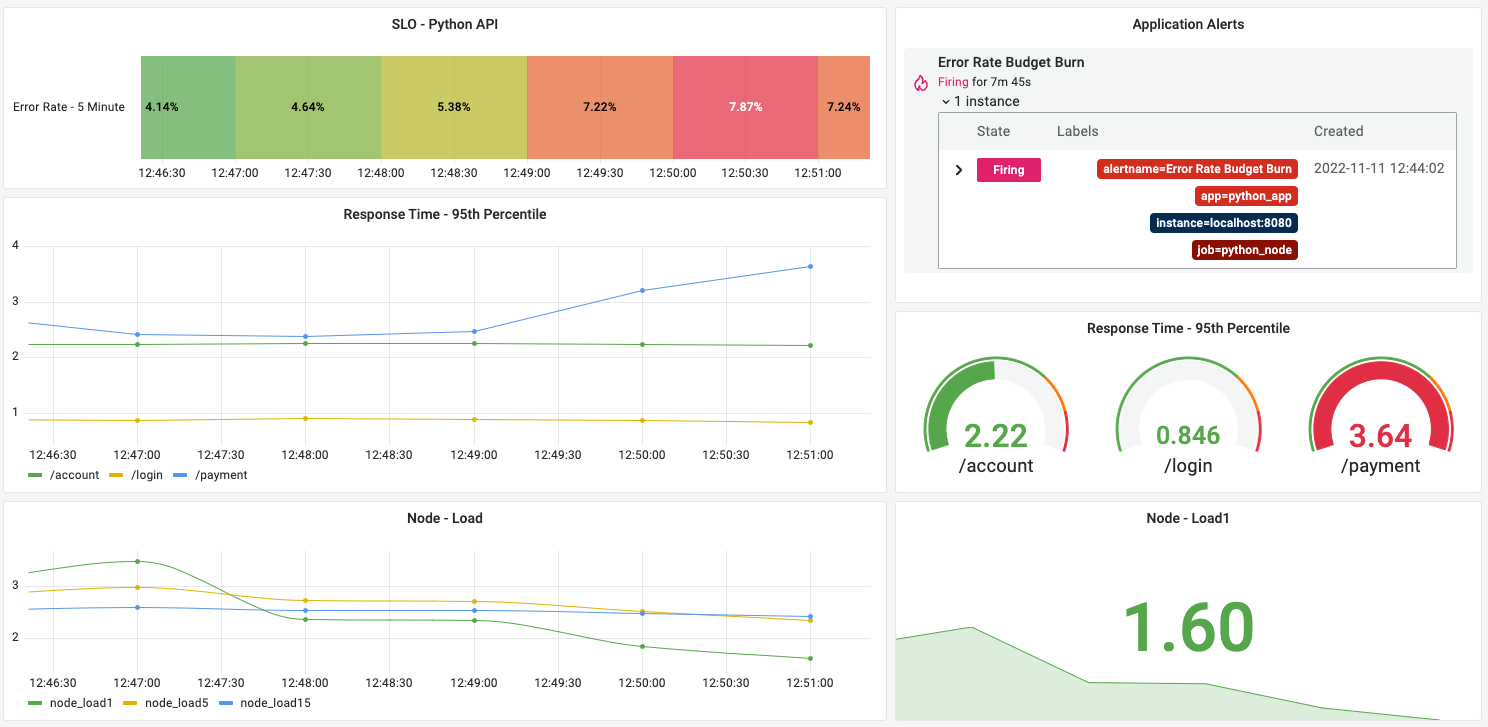 SLO - Python API
Error Rate - 5 Minute
4.14% 4.64% 5.38% 7.22% 7.87% 7.24%
12:46:30 12:47:00 12:47:30 12:48:00 12:48:30 12:49:00 12:49:30 12:50:00 12:50:30 12:51:00
Response Time - 95th Percentile
4
3
2
1
12:46:30 12:47:00 12:47:30 12:48:00 12:48:30 12:49:00 12:49:30 12:50:00 12:50:30 12:51:00
/account /login /payment
Node - Load
3
2
12:46:30 12:47:00 12:47:30 12:48:00 12:48:30 12:49:00 12:49:30 12:50:00 12:50:30 12:51:00
node_load1 node_load5 node_load15
Application Alerts
Error Rate Budget Burn
Firing for 7m 45s
1 instance
State Labels Created
Firing alertname=Error Rate Budget Burn 2022-11-11 12:44:02
app=python_app
instance=localhost:8080
job=python_node
Response Time - 95th Percentile
2.22 0.846 3.64
/account /login /payment
Node - Load1
1.60